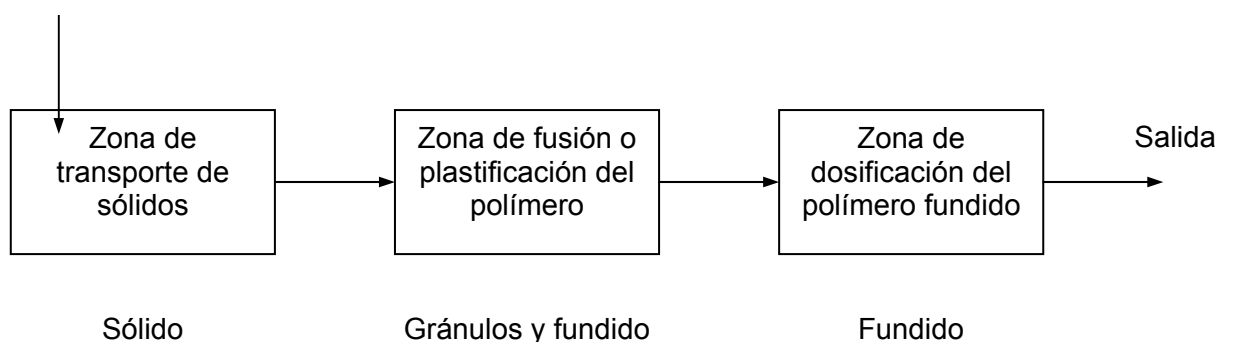 Zona de
transporte de
sólidos
Zona de fusión o
plastificación del
polímero
Zona de
dosificación del
polímero fundido
Salida
Sólido
Gránulos y fundido
Fundido